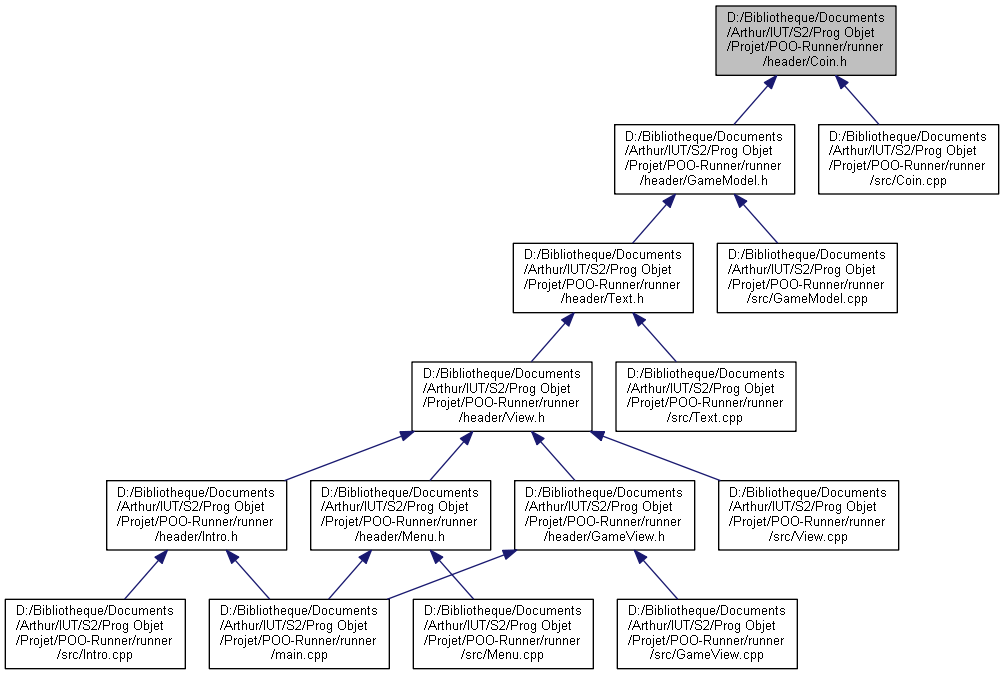 D:/Bibliotheque/Documents
/Arthur/IUT/S2/Prog Objet
/Projet/POO-Runner/runner
/header/Coin.h
D:/Bibliotheque/Documents
/Arthur/IUT/S2/Prog Objet
/Projet/POO-Runner/runner
/header/GameModel.h
D:/Bibliotheque/Documents
/Arthur/IUT/S2/Prog Objet
/Projet/POO-Runner/runner
/src/Coin.cpp
D:/Bibliotheque/Documents
/Arthur/IUT/S2/Prog Objet
/Projet/POO-Runner/runner
/header/Text.h
D:/Bibliotheque/Documents
/Arthur/IUT/S2/Prog Objet
/Projet/POO-Runner/runner
/src/GameModel.cpp
D:/Bibliotheque/Documents
/Arthur/IUT/S2/Prog Objet
/Projet/POO-Runner/runner
/header/View.h
D:/Bibliotheque/Documents
/Arthur/IUT/S2/Prog Objet
/Projet/POO-Runner/runner
/src/Text.cpp
D:/Bibliotheque/Documents
/Arthur/IUT/S2/Prog Objet
/Projet/POO-Runner/runner
/header/Intro.h
D:/Bibliotheque/Documents
/Arthur/IUT/S2/Prog Objet
/Projet/POO-Runner/runner
/header/Menu.h
D:/Bibliotheque/Documents
/Arthur/IUT/S2/Prog Objet
/Projet/POO-Runner/runner
/header/GameView.h
D:/Bibliotheque/Documents
/Arthur/IUT/S2/Prog Objet
/Projet/POO-Runner/runner
/src/View.cpp
D:/Bibliotheque/Documents
/Arthur/IUT/S2/Prog Objet
/Projet/POO-Runner/runner
/src/Intro.cpp
D:/Bibliotheque/Documents
/Arthur/IUT/S2/Prog Objet
/Projet/POO-Runner/runner
/main.cpp
D:/Bibliotheque/Documents
/Arthur/IUT/S2/Prog Objet
/Projet/POO-Runner/runner
/src/Menu.cpp
D:/Bibliotheque/Documents
/Arthur/IUT/S2/Prog Objet
/Projet/POO-Runner/runner
/src/GameView.cpp